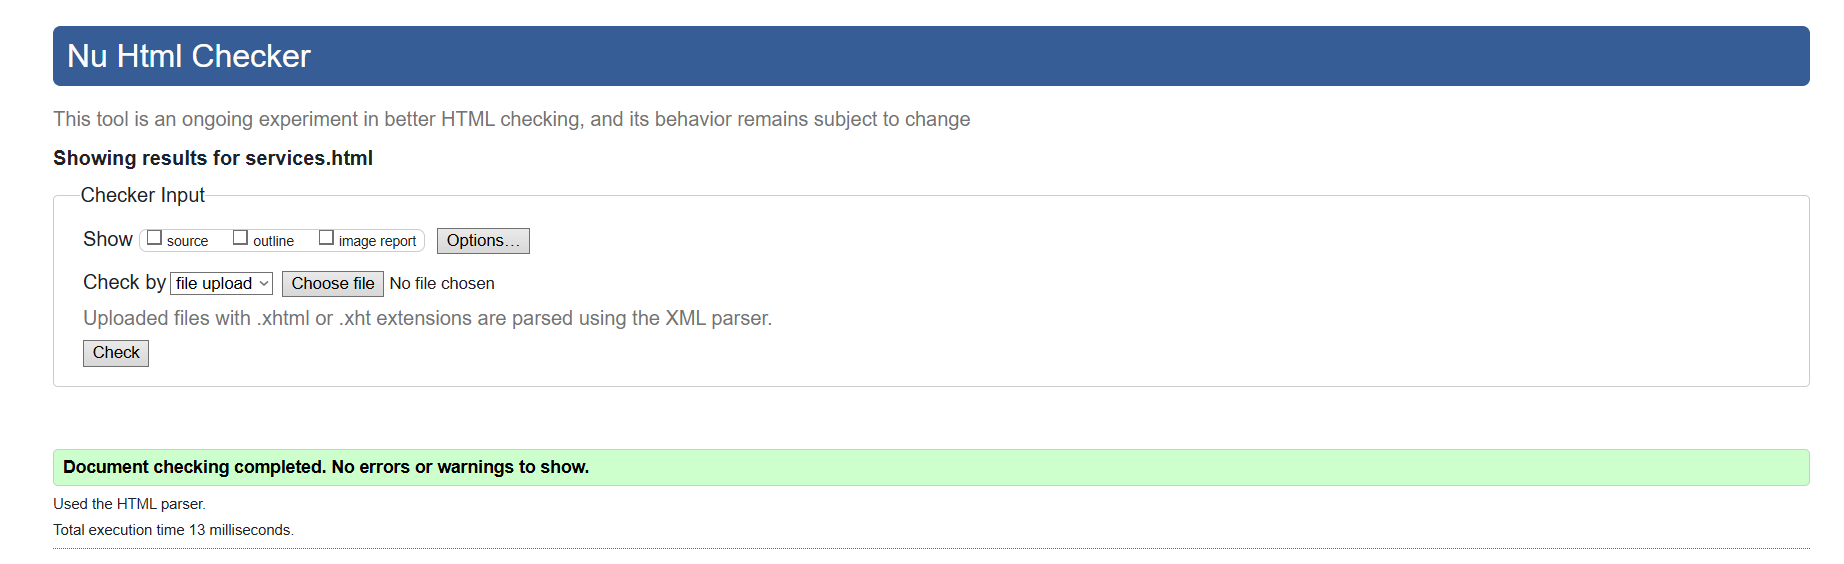 Nu Html Checker
This tool is an ongoing experiment in better HTML checking, and its behavior remains subject to change
Showing results for services.html
Checker Input
Show source outline image report Options...
Check by file upload Choose file No file chosen
Uploaded files with .xhtml or .xht extensions are parsed using the XML parser.
Check
Document checking completed. No errors or warnings to show.
Used the HTML parser.
Total execution time 13 milliseconds.